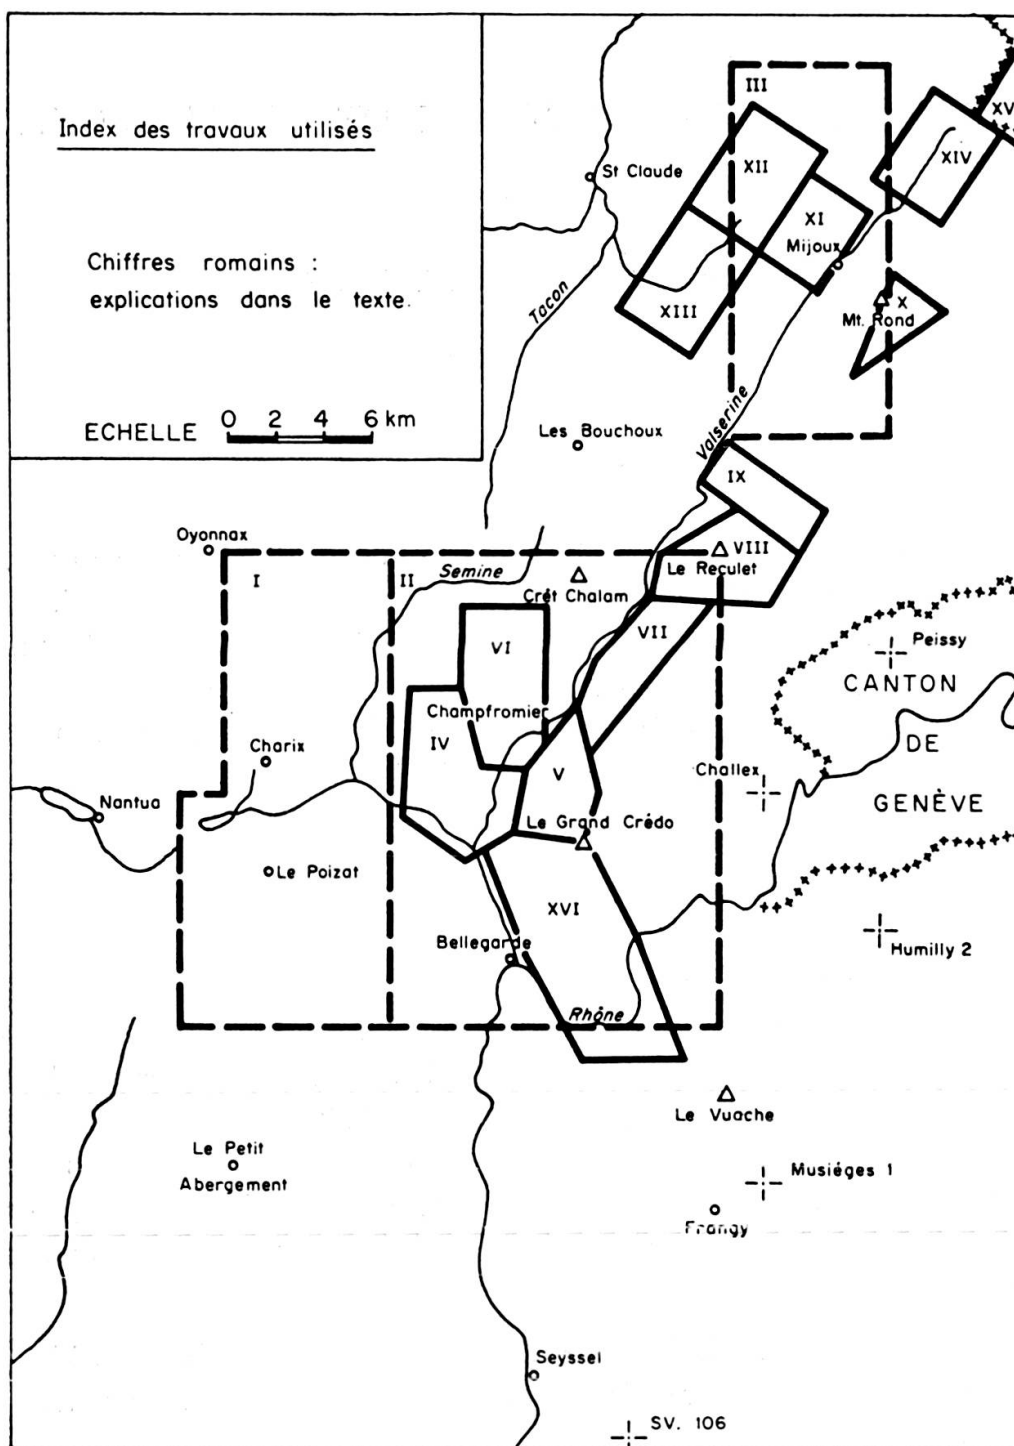 Index des travaux utilisés
Chiffres romains :
explications dans le texte.
ECHELLE
0 2 4 6 km
III
XV
XIV
XII
St Claude
XI
Mijoux
X
Mt. Rond
XIII
Tacon
Valserine
Les Bouchoux
IX
Oyonnax
VIII
Le Reculet
I
II
Semine
Crêt Chalam
VII
Peissy
VI
CANTON
Champfromier
IV
DE
Charix
V
Challex
Nantua
GENÈVE
Le Grand Crédo
Le Poizat
XVI
Bellegarde
Humilly 2
Rhône
Le Vuache
Le Petit
Abergement
Musiéges 1
Frangy
Seyssel
SV. 106